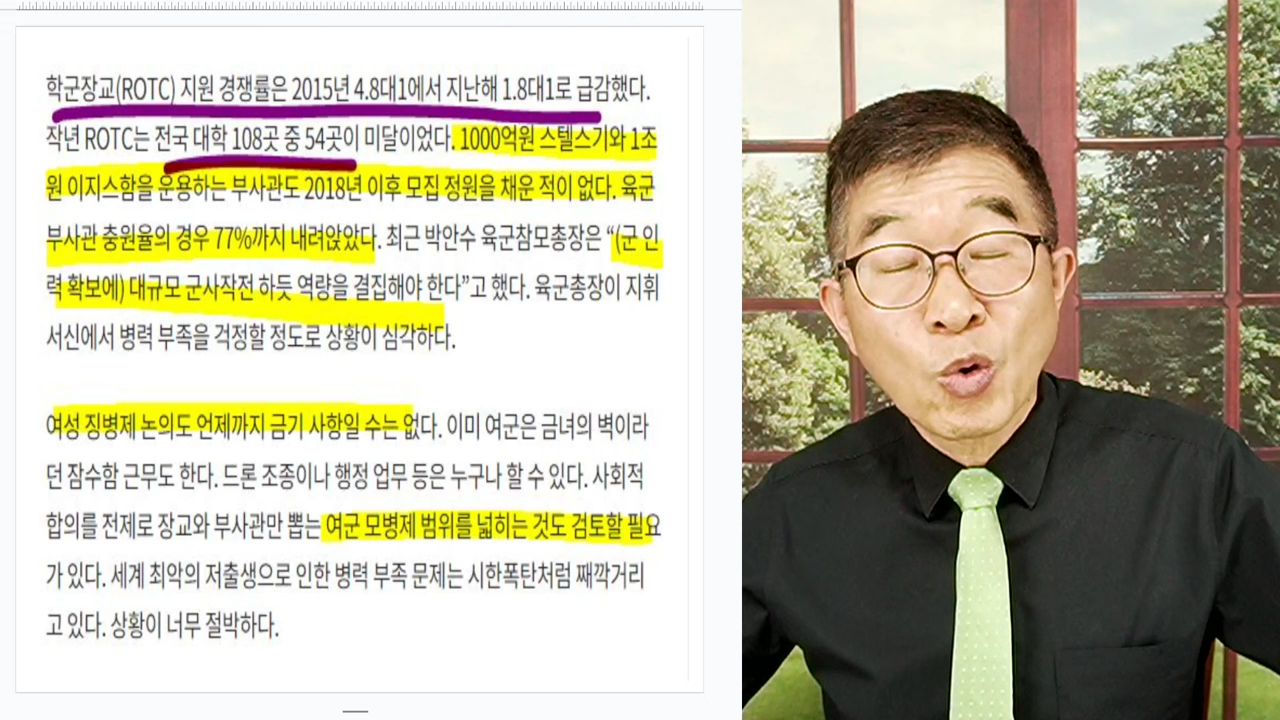 학군장교(ROTC) 지원 경쟁률은 2015년 4.8대1에서 지난해 1.8대1로 급감했다.
작년 ROTC는 전국 대학 108곳 중 54곳이 미달이었다. 1000억원 스텔스기와 1조
원 이지스함을 운용하는 부사관도 2018년 이후 모집 정원을 채운 적이 없다. 육군
부사관 충원율의 경우 77%까지 내려앉았다. 최근 박안수 육군참모총장은 “(군 인
력 확보에) 대규모 군사작전 하듯 역량을 결집해야 한다”고 했다. 육군총장이 지휘
서신에서 병력 부족을 걱정할 정도로 상황이 심각하다.
여성 징병제 논의도 언제까지 금기 사항일 수는 없다. 이미 여군은 금녀의 벽이라
던 잠수함 근무도 한다. 드론 조종이나 행정 업무 등은 누구나 할 수 있다. 사회적
합의를 전제로 장교와 부사관만 뽑는 여군 모병제 범위를 넓히는 것도 검토할 필요
가 있다. 세계 최악의 저출생으로 인한 병력 부족 문제는 시한폭탄처럼 째깍거리
고 있다. 상황이 너무 절박하다.